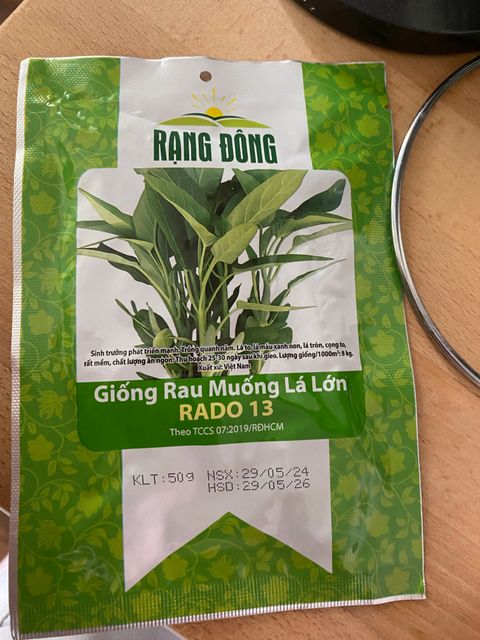 RẠNG ĐÔNG
Sinh trưởng phát triển mạnh. Trồng quanh năm. Lá to, lá màu xanh non, lá tròn, cọng to,
rất mềm, chất lượng ăn ngon. Thu hoạch 25-30 ngày sau khi gieo. Lượng giống/1000m²: 8 kg.
Xuất xứ: Việt Nam
Giống Rau Muống Lá Lớn
RADO 13
Theo TCCS 07:2019/RĐHCM
KLT:50g NSX:29/05/24
HSD:29/05/26